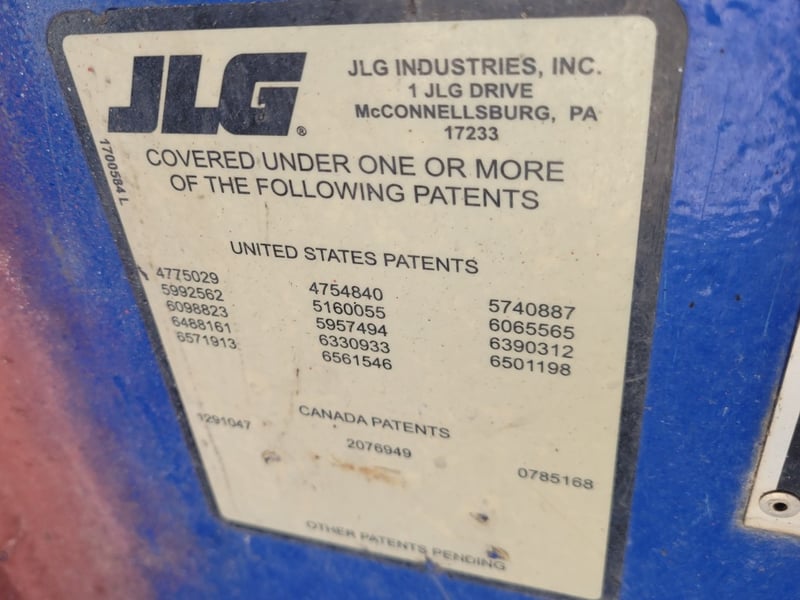 JLG®
JLG INDUSTRIES, INC.
1 JLG DRIVE
McCONNELLSBURG, PA
17233
1700584 L
COVERED UNDER ONE OR MORE
OF THE FOLLOWING PATENTS
UNITED STATES PATENTS
4775029 4754840 5740887
5992562 5160055 6065565
6098823 5957494 6390312
6488161 6330933 6501198
6571913 6561546
CANADA PATENTS
1291047 2076949 0785168
OTHER PATENTS PENDING